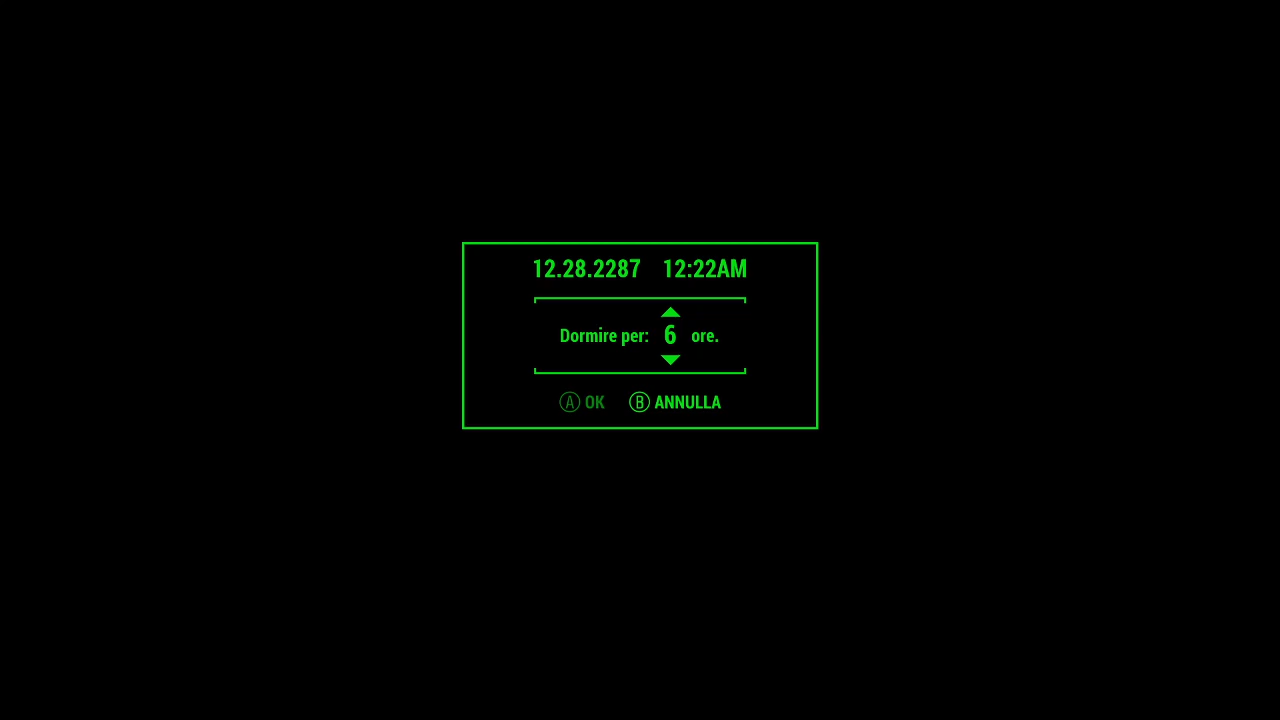 12.28.2287 12:22AM
Dormire per: 6 ore.
Ⓐ OK Ⓑ ANNULLA